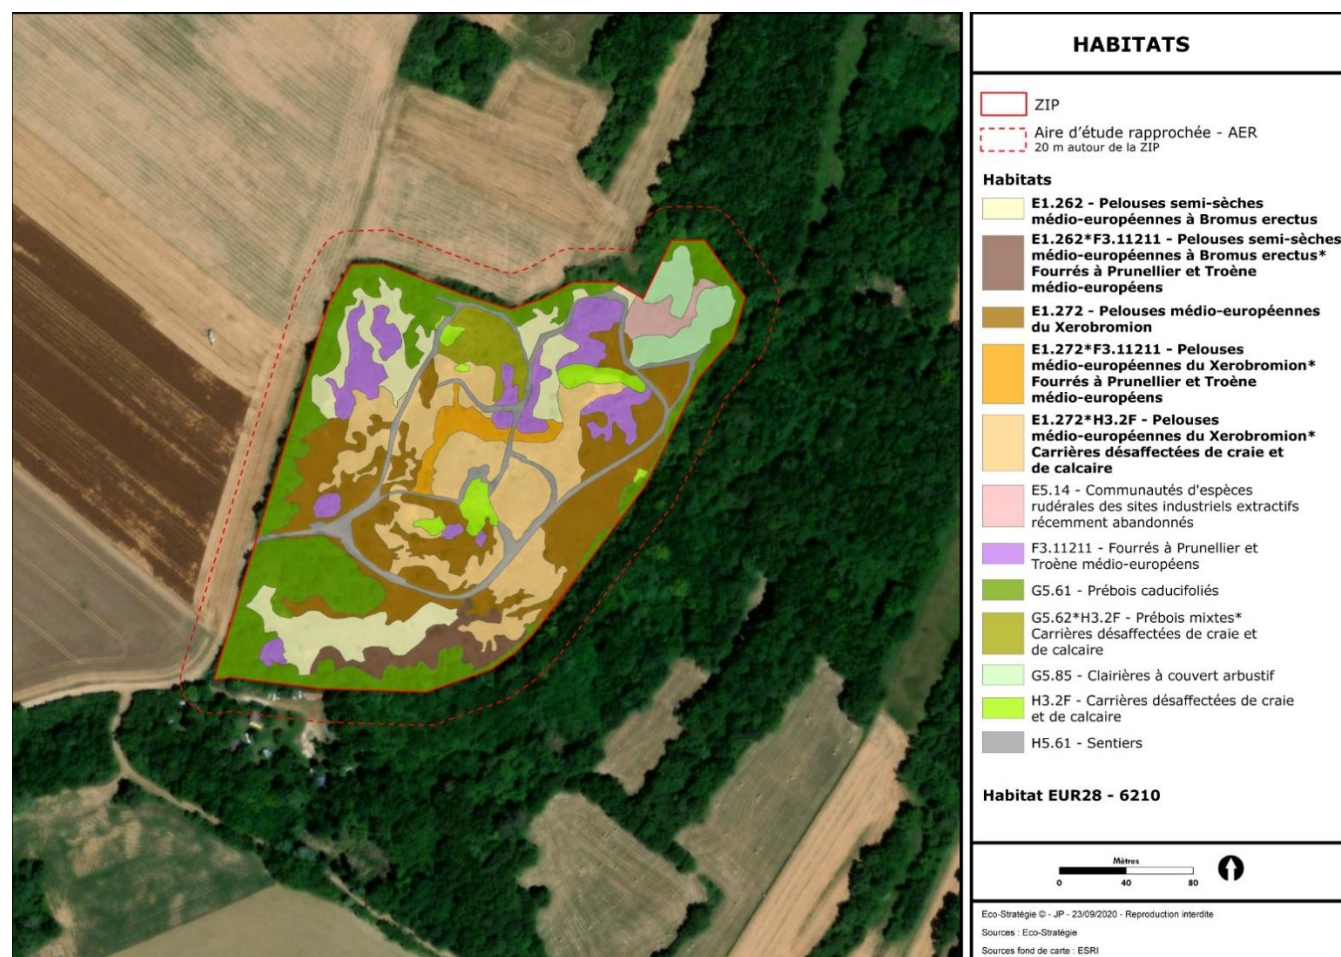 HABITATS
ZIP
Aire d'étude rapprochée - AER
20 m autour de la ZIP
Habitats
E1.262 - Pelouses semi-sèches
médio-européennes à Bromus erectus
E1.262*F3.11211 - Pelouses semi-sèches
médio-européennes à Bromus erectus*
Fourrés à Prunellier et Troène
médio-européens
E1.272 - Pelouses médio-européennes
du Xerobromion
E1.272*F3.11211 - Pelouses
médio-européennes du Xerobromion*
Fourrés à Prunellier et Troène
médio-européens
E1.272*H3.2F - Pelouses
médio-européennes du Xerobromion*
Carrières désaffectées de craie et
de calcaire
E5.14 - Communautés d'espèces
rudérales des sites industriels extractifs
récemment abandonnés
F3.11211 - Fourrés à Prunellier et
Troène médio-européens
G5.61 - Prébois caducifoliés
G5.62*H3.2F - Prébois mixtes*
Carrières désaffectées de craie et
de calcaire
G5.85 - Clairières à couvert arbustif
H3.2F - Carrières désaffectées de craie
et de calcaire
H5.61 - Sentiers
Habitat EUR28 - 6210
Mètres
0 40 80
Eco-Stratégie © - JP - 23/09/2020 - Reproduction interdite
Sources : Eco-Stratégie
Sources fond de carte : ESRI